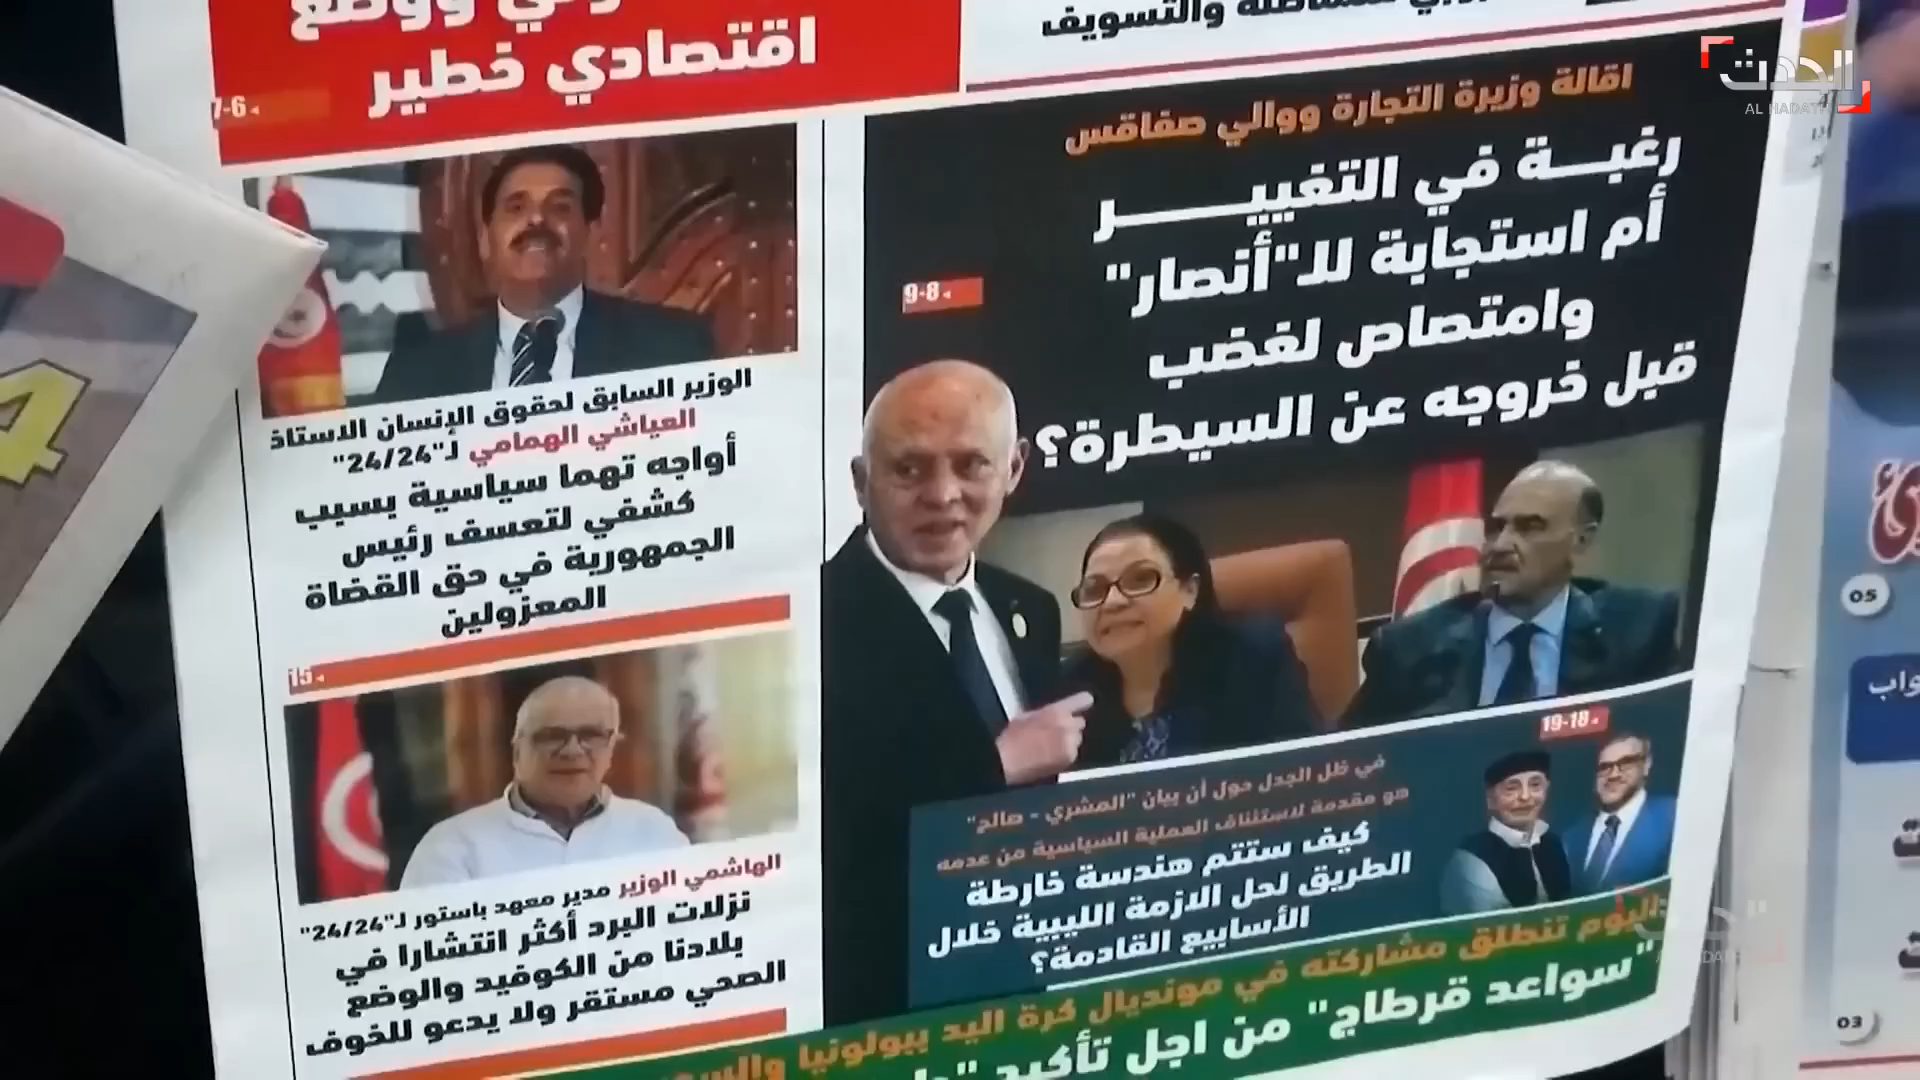 اقتصادي خطير
7-6
والتسويف
الحدث
AL HADATH
اقالة وزيرة التجارة ووالي صفاقس
رغبــة في التغييــــــر
أم استجابة للـ"أنصار"
وامتصاص لغضب
قبل خروجه عن السيطرة؟
9-8
الوزير السابق لحقوق الإنسان الاستاذ
العياشي الهمامي لـ"24/24"
أواجه تهما سياسية بسبب
كشفي لتعسف رئيس
الجمهورية في حق القضاة
المعزولين
15
الهاشمي الوزير مدير معهد باستور لـ"24/24"
نزلات البرد أكثر انتشارا في
بلادنا من الكوفيد والوضع
الصحي مستقر ولا يدعو للخوف
19-18
في ظل الجدل حول أن بيان "المشري - صالح"
هو مقدمة لاستئناف العملية السياسية من عدمه
كيف ستتم هندسة خارطة
الطريق لحل الازمة الليبية خلال
الأسابيع القادمة؟
اليوم تنطلق مشاركته في مونديال كرة اليد ببولونيا
"سواعد قرطاج" من اجل تأكيد
4
05
03